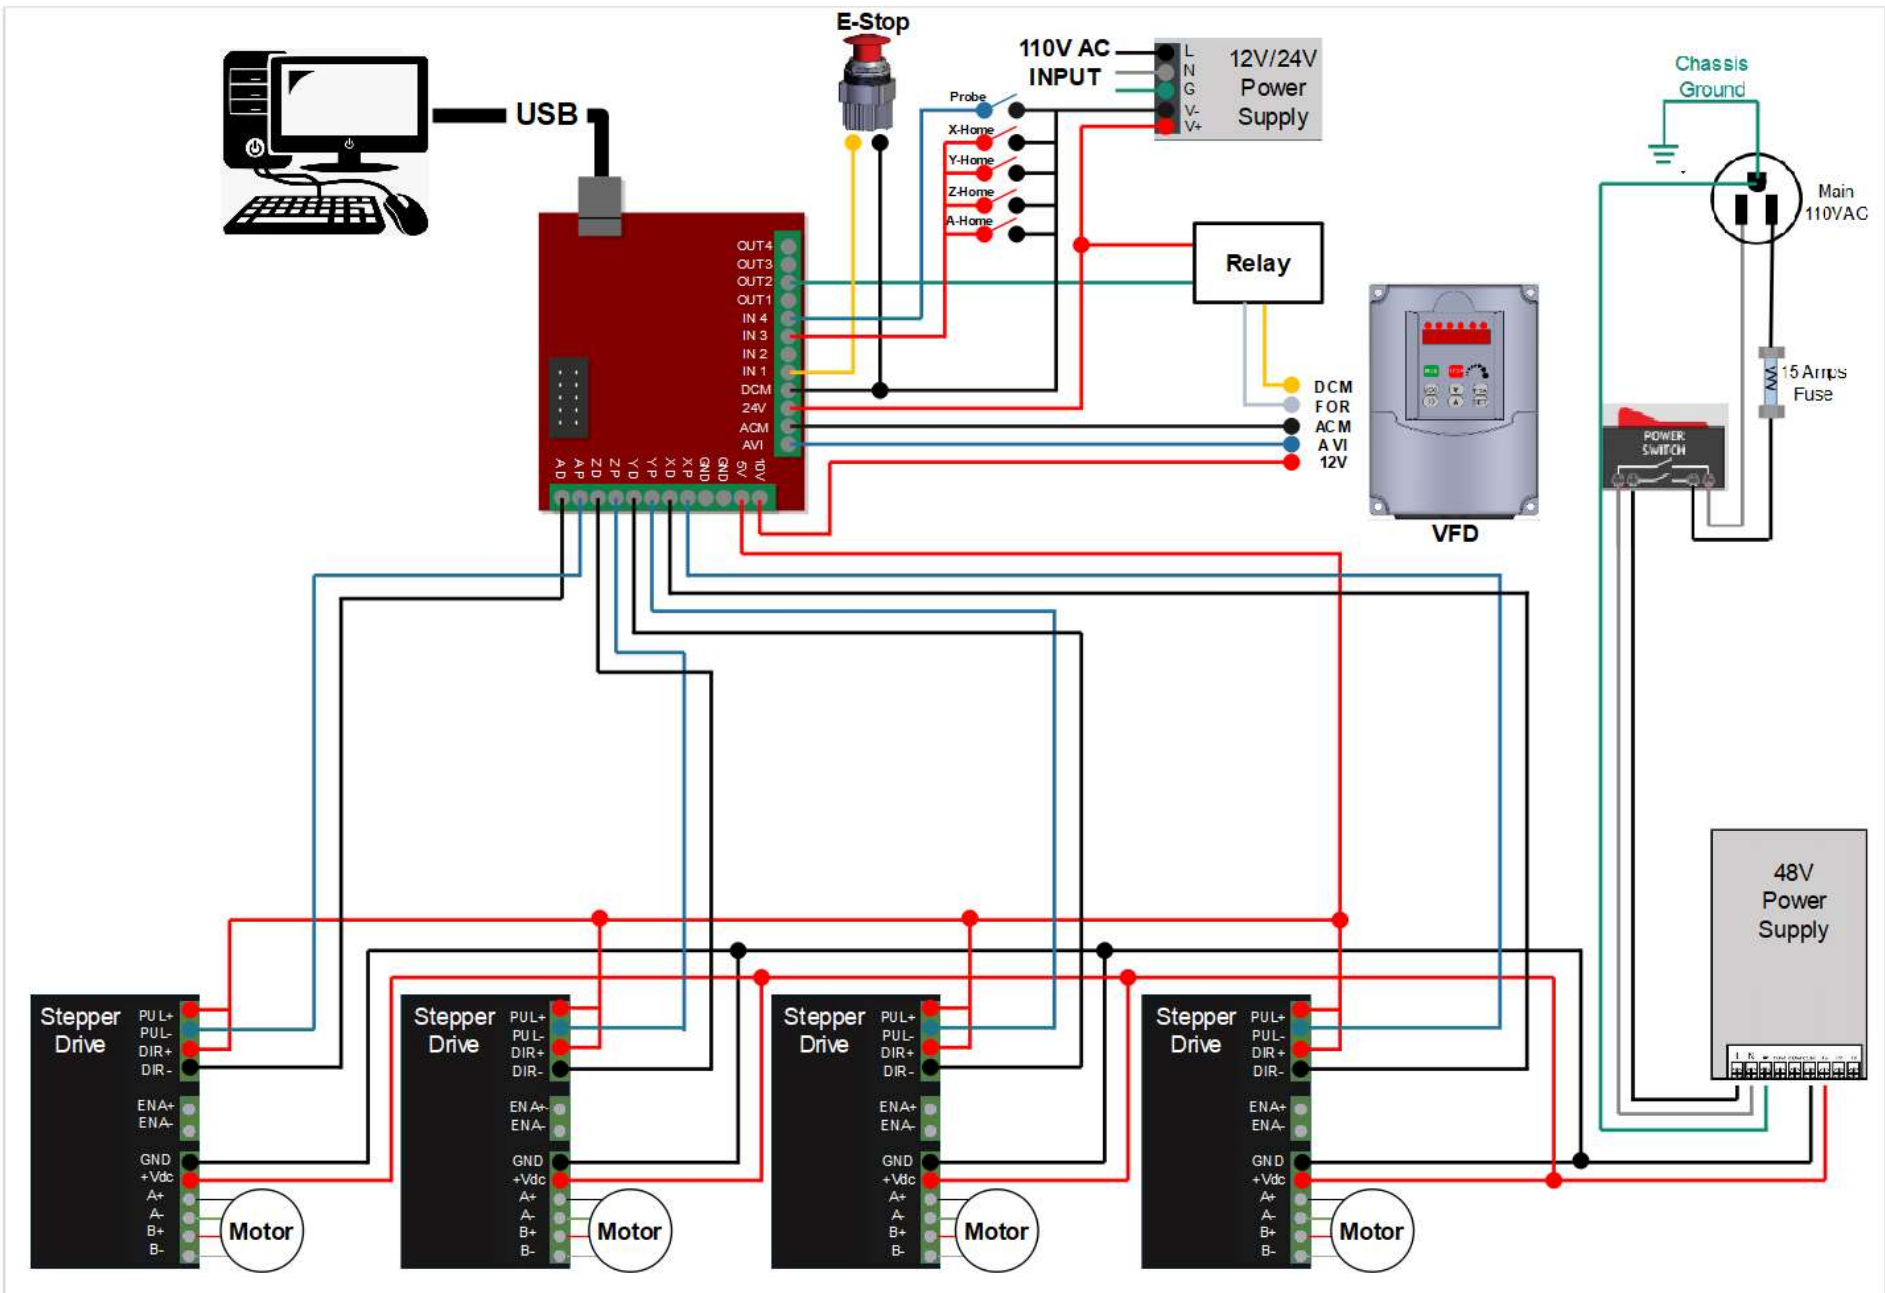 E-Stop
110V AC
INPUT
L
N
G
V-
V+
12V/24V
Power
Supply
Chassis
Ground
USB
Probe
X-Home
Y-Home
Z-Home
A-Home
Main
110VAC
OUT4
OUT3
OUT2
OUT1
IN 4
IN 3
IN 2
IN 1
DCM
24V
ACM
AVI
Relay
DCM
FOR
ACM
AVI
12V
VFD
15 Amps
Fuse
POWER
SWITCH
AD
AP
ZD
ZP
YD
YP
XD
XP
GND
GND
5V
10V
48V
Power
Supply
L N
Stepper
Drive
PUL+
PUL-
DIR+
DIR-
ENA+
ENA-
GND
+Vdc
A+
A-
B+
B-
Motor
Stepper
Drive
PUL+
PUL-
DIR+
DIR-
ENA+
ENA-
GND
+Vdc
A+
A-
B+
B-
Motor
Stepper
Drive
PUL+
PUL-
DIR+
DIR-
ENA+
ENA-
GND
+Vdc
A+
A-
B+
B-
Motor
Stepper
Drive
PUL+
PUL-
DIR+
DIR-
ENA+
ENA-
GND
+Vdc
A+
A-
B+
B-
Motor